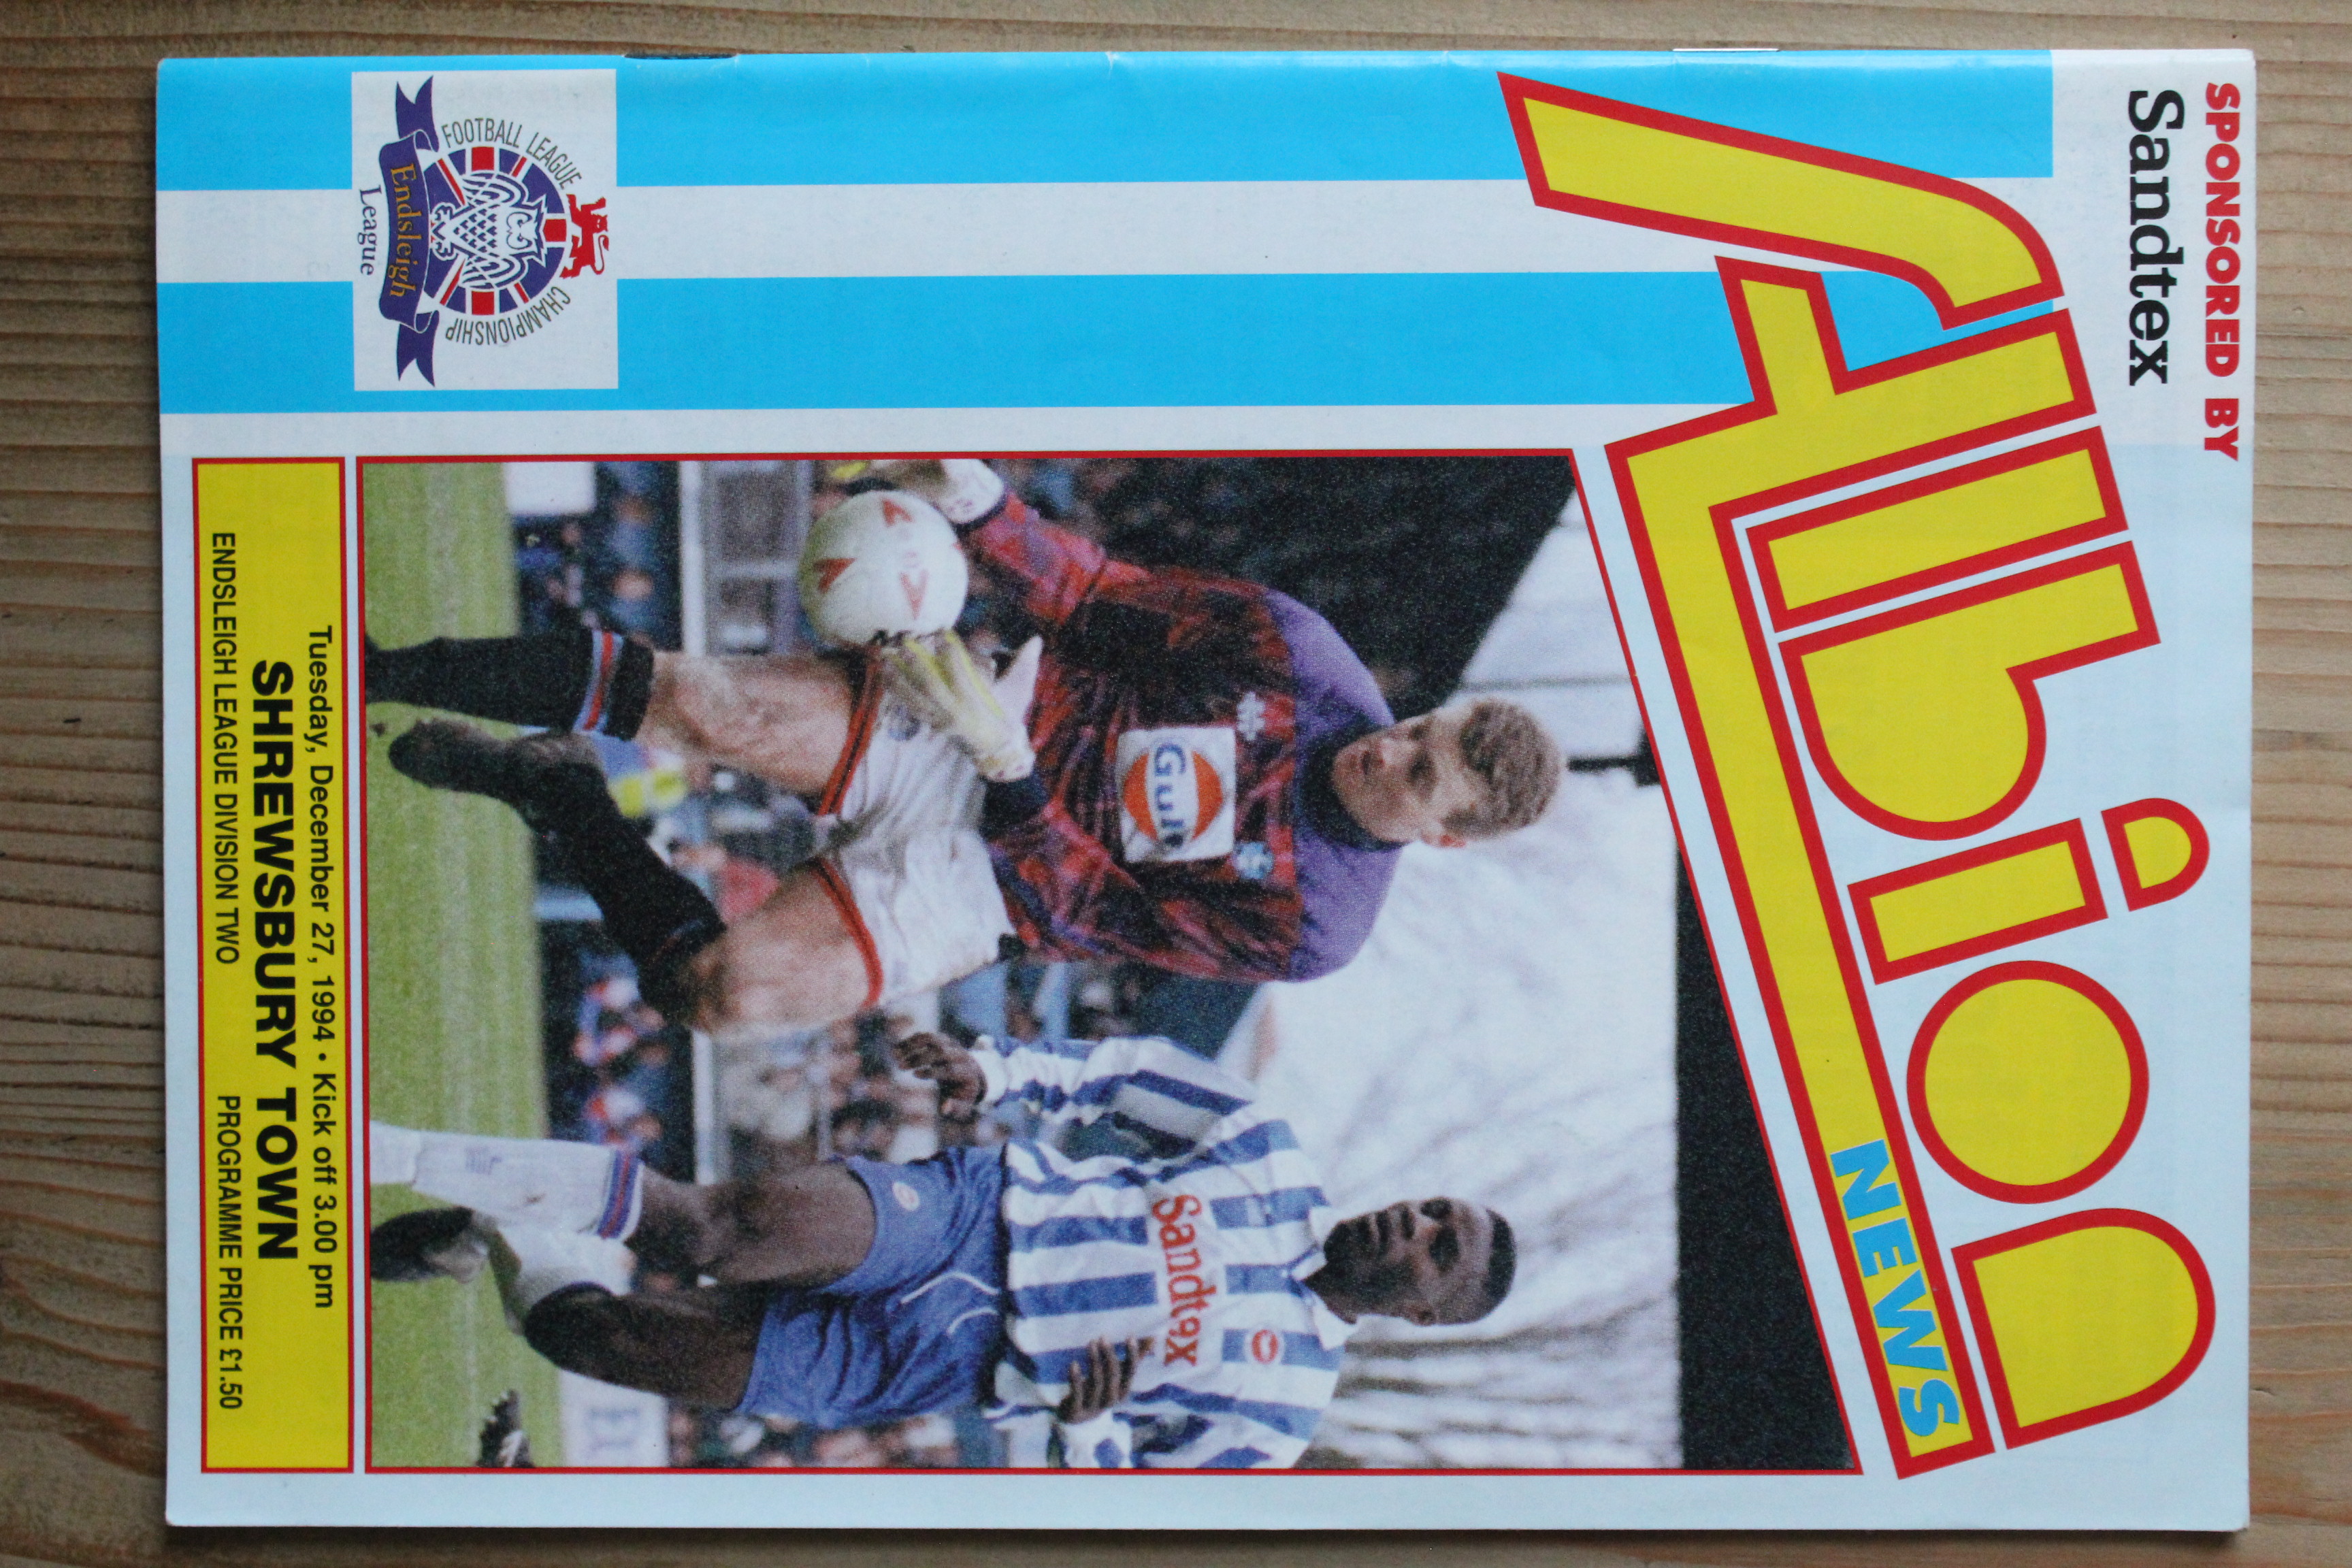 SPONSORED BY
Sandtex
Albion
NEWS
Gulf
Sandtex
FOOTBALL LEAGUE
CHAMPIONSHIP
Endsleigh
League
Tuesday, December 27, 1994 • Kick off 3.00 pm
SHREWSBURY TOWN
ENDSLEIGH LEAGUE DIVISION TWO PROGRAMME PRICE £1.50